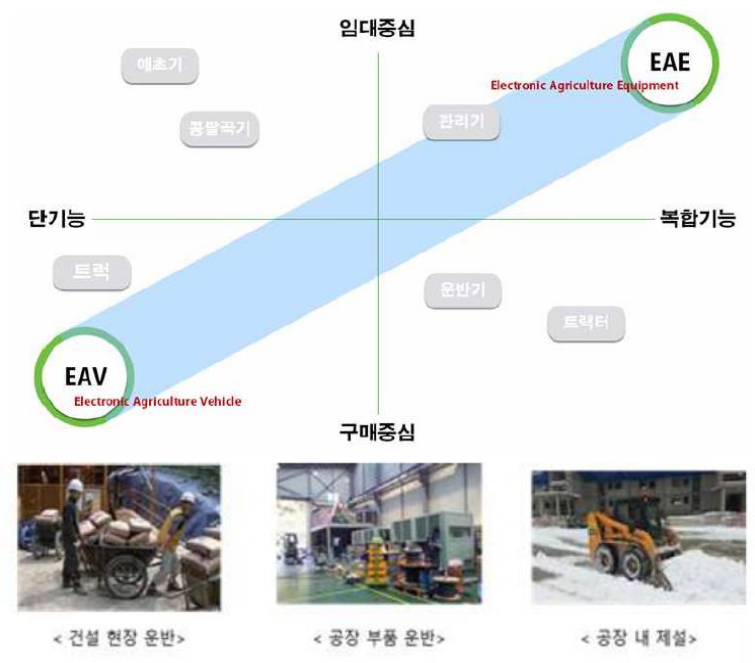 임대중심
예초기
EAE
Electronic Agriculture Equipment
콩탈곡기
관리기
단기능
복합기능
트럭
운반기
트랙터
EAV
Electronic Agriculture Vehicle
구매중심
< 건설 현장 운반>
< 공장 부품 운반>
< 공장 내 제설>